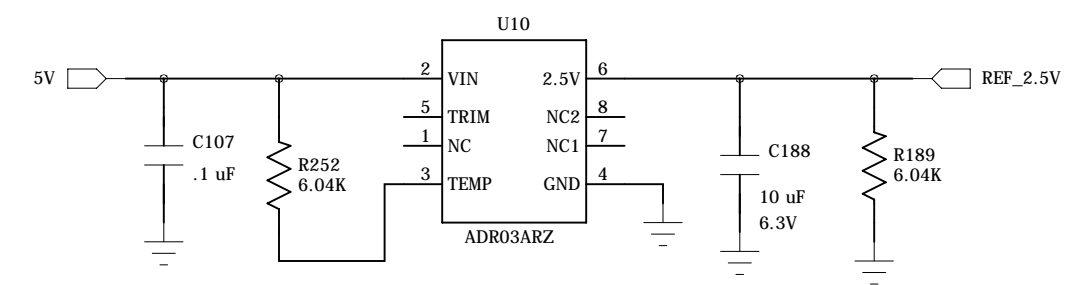 U10
5V
2 VIN
2.5V 6
REF_2.5V
5 TRIM
NC2 8
1 NC
NC1 7
C107
.1 uF
R252
6.04K
3 TEMP
GND 4
C188
10 uF
6.3V
R189
6.04K
ADR03ARZ